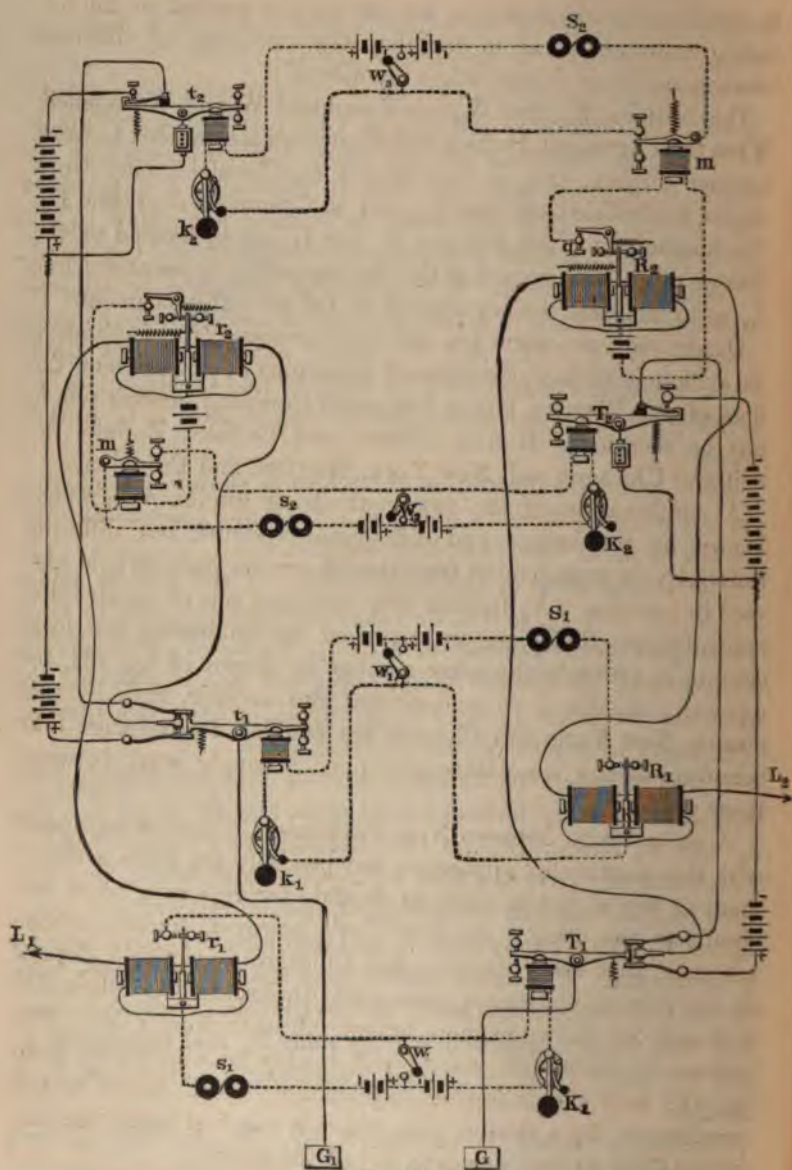 S₂
t₂
w₂
m
k₂
q₂
R₂
r₂
T₂
m
s₂
w₂
K₂
S₁
w₁
t₁
R₁
L₂
k₁
L₁
r₁
T₁
w
s₁
K₁
G₁
G